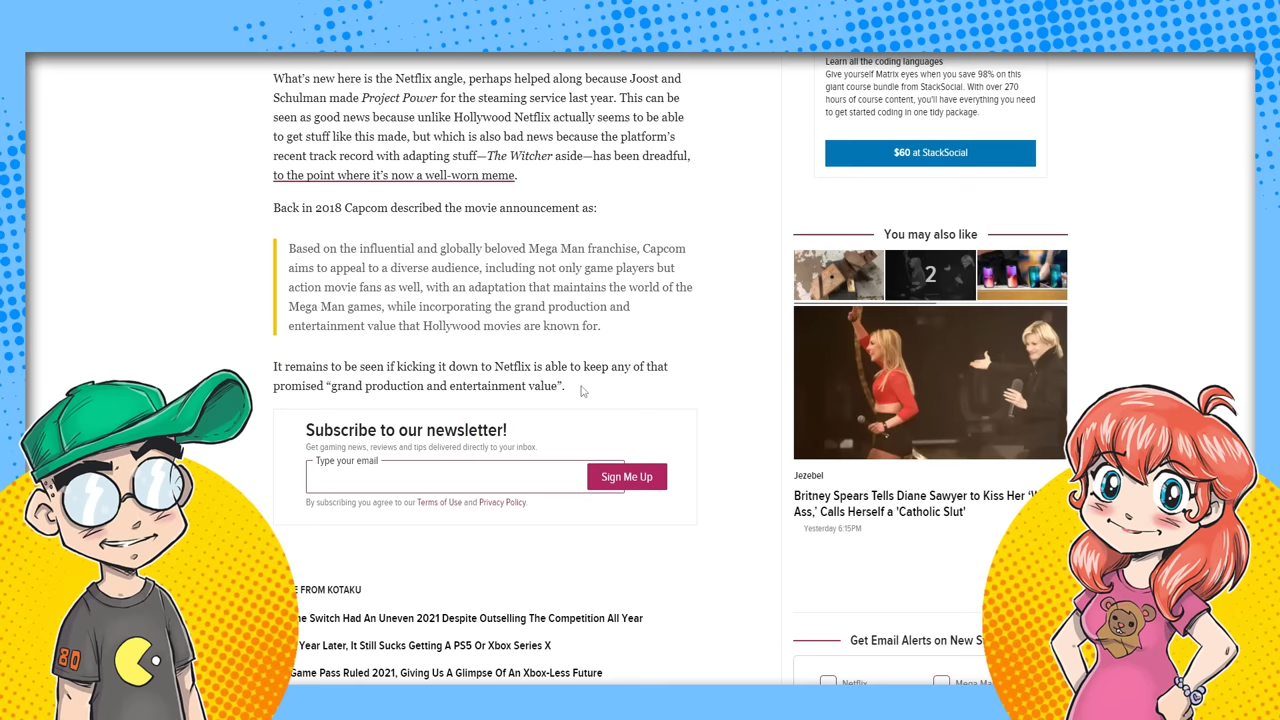 What's new here is the Netflix angle, perhaps helped along because Joost and
Schulman made Project Power for the steaming service last year. This can be
seen as good news because unlike Hollywood Netflix actually seems to be able
to get stuff like this made, but which is also bad news because the platform's
recent track record with adapting stuff—The Witcher aside—has been dreadful,
to the point where it's now a well-worn meme.
Back in 2018 Capcom described the movie announcement as:
Based on the influential and globally beloved Mega Man franchise, Capcom
aims to appeal to a diverse audience, including not only game players but
action movie fans as well, with an adaptation that maintains the world of the
Mega Man games, while incorporating the grand production and
entertainment value that Hollywood movies are known for.
It remains to be seen if kicking it down to Netflix is able to keep any of that
promised “grand production and entertainment value”.
Subscribe to our newsletter!
Get gaming news, reviews and tips delivered directly to your inbox.
Type your email
Sign Me Up
By subscribing you agree to our Terms of Use and Privacy Policy.
FROM KOTAKU
Switch Had An Uneven 2021 Despite Outselling The Competition All Year
Year Later, It Still Sucks Getting A PS5 Or Xbox Series X
Game Pass Ruled 2021, Giving Us A Glimpse Of An Xbox-Less Future
Learn all the coding languages
Give yourself Matrix eyes when you save 98% on this
giant course bundle from StackSocial. With over 270
hours of course content, you'll have everything you need
to get started coding in one tidy package.
$60 at StackSocial
You may also like
2
Jezebel
Britney Spears Tells Diane Sawyer to Kiss Her
Ass,' Calls Herself a 'Catholic Slut'
Yesterday 6:15PM
Get Email Alerts on New
Netflix
Mega
80